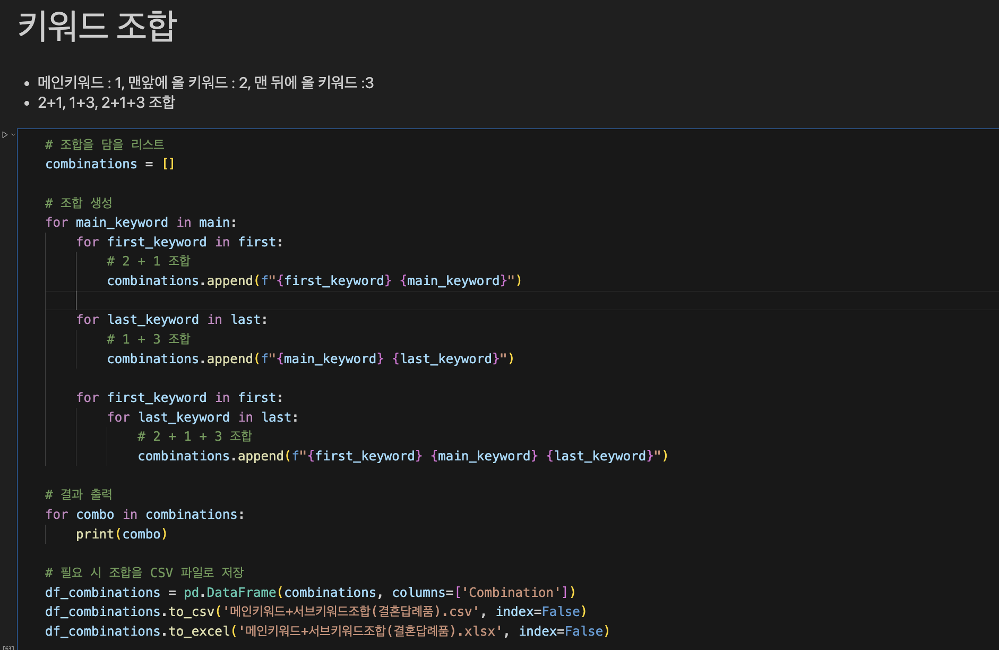 키워드 조합
• 메인키워드 : 1, 맨앞에 올 키워드 : 2, 맨 뒤에 올 키워드 :3
• 2+1, 1+3, 2+1+3 조합
# 조합을 담을 리스트
combinations = []
# 조합 생성
for main_keyword in main:
    for first_keyword in first:
        # 2 + 1 조합
        combinations.append(f"{first_keyword} {main_keyword}")
    for last_keyword in last:
        # 1 + 3 조합
        combinations.append(f"{main_keyword} {last_keyword}")
    for first_keyword in first:
        for last_keyword in last:
            # 2 + 1 + 3 조합
            combinations.append(f"{first_keyword} {main_keyword} {last_keyword}")
# 결과 출력
for combo in combinations:
    print(combo)
# 필요 시 조합을 CSV 파일로 저장
df_combinations = pd.DataFrame(combinations, columns=['Combination'])
df_combinations.to_csv('메인키워드+서브키워드조합(결혼답례품).csv', index=False)
df_combinations.to_excel('메인키워드+서브키워드조합(결혼답례품).xlsx', index=False)
[63]